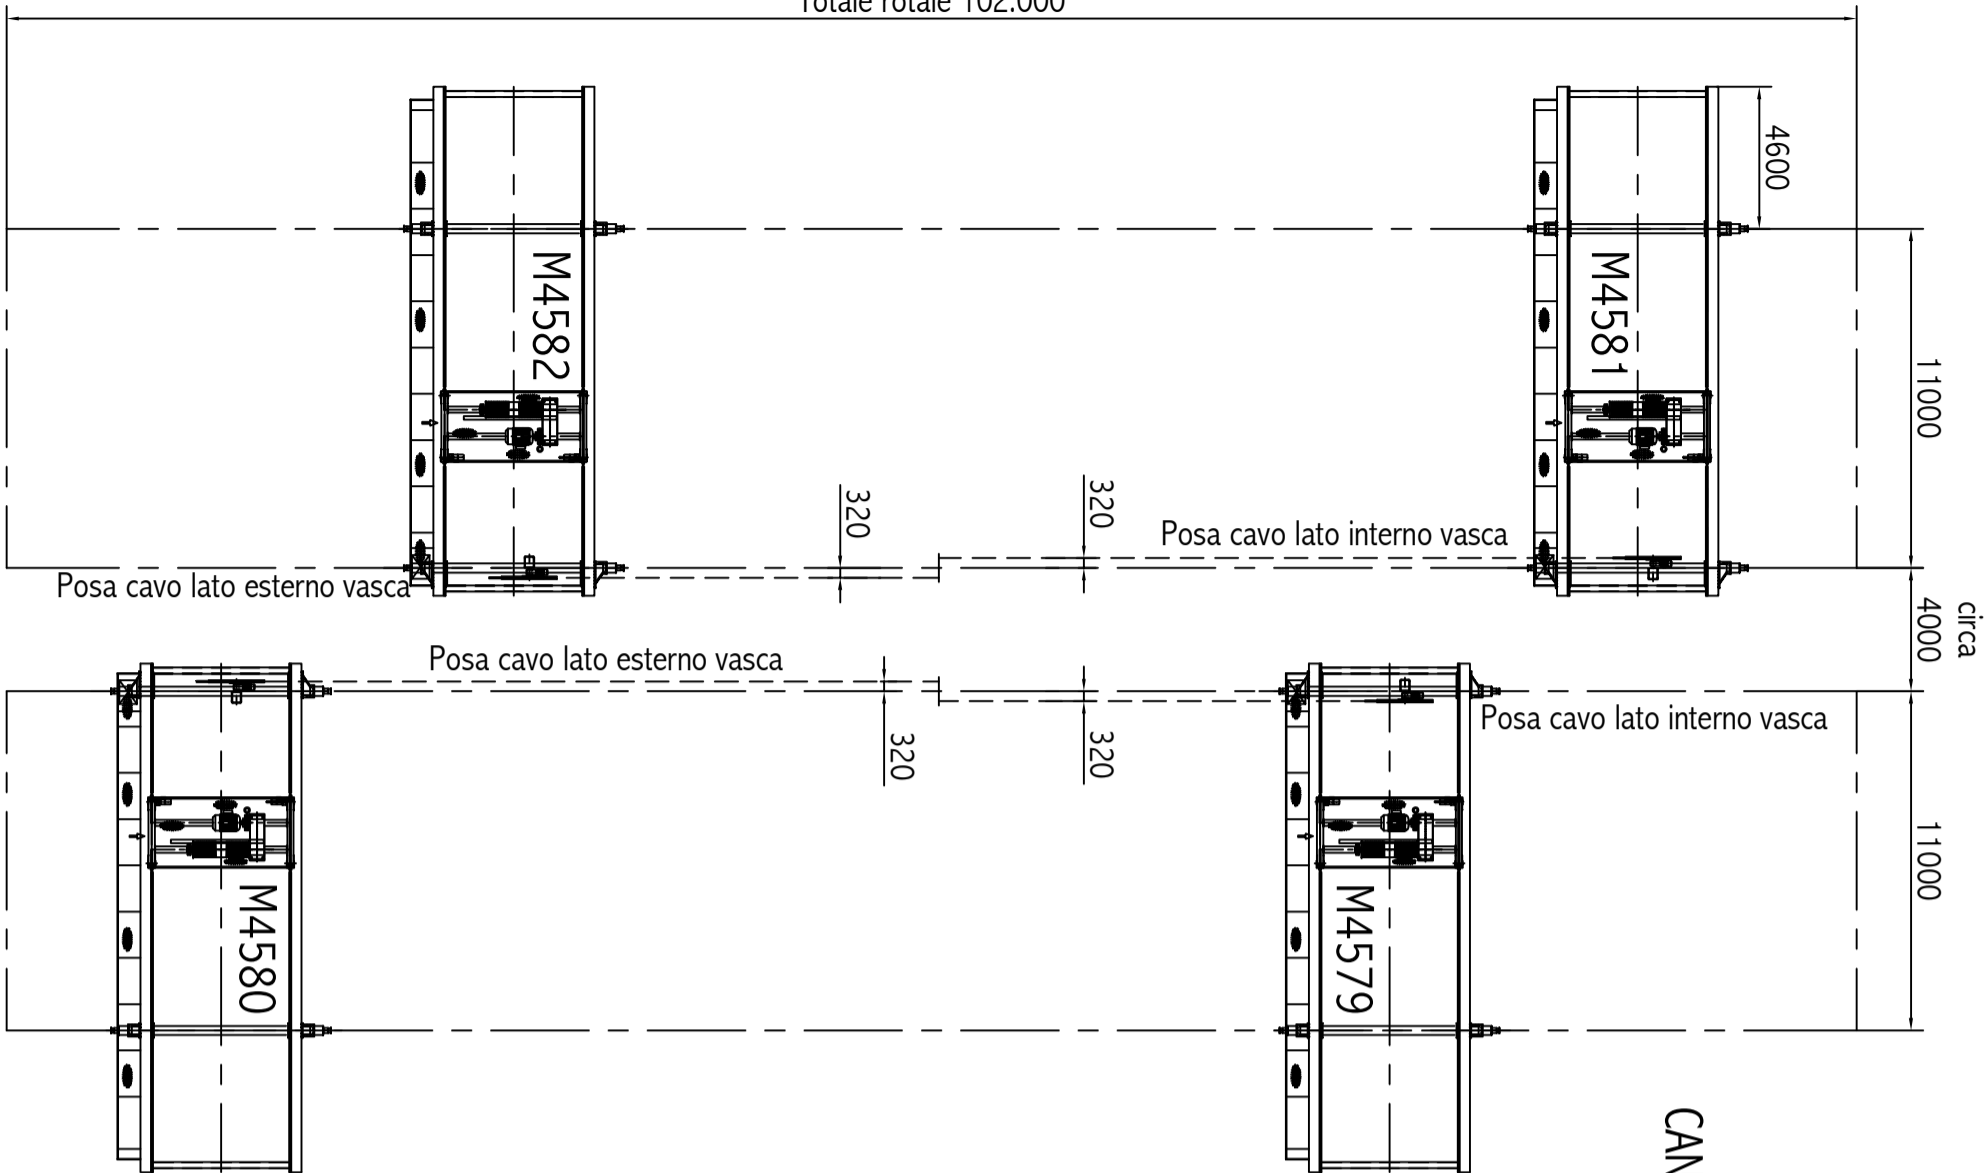 Totale rotaie 102.000
4600
M4582
M4581
11000
320
320
Posa cavo lato interno vasca
Posa cavo lato esterno vasca
circa
4000
Posa cavo lato esterno vasca
Posa cavo lato interno vasca
320
320
11000
M4580
M4579
CAN